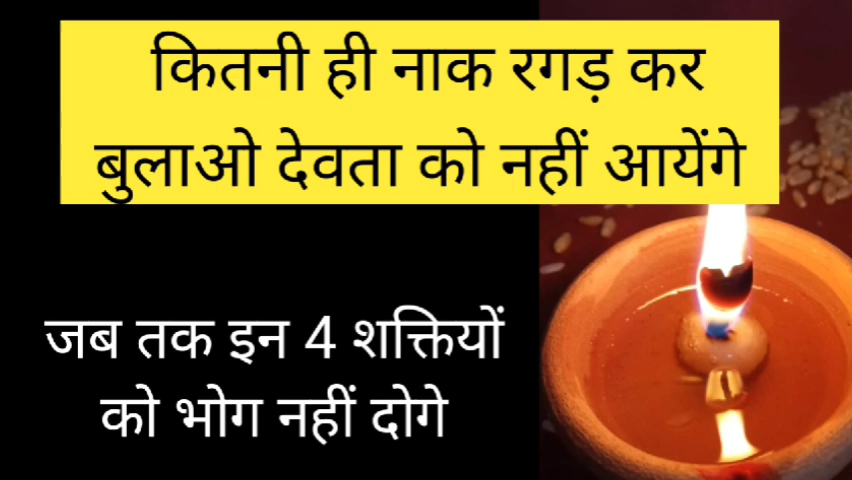 कितनी ही नाक रगड़ कर
बुलाओ देवता को नहीं आयेंगे
जब तक इन 4 शक्तियों
को भोग नहीं दोगे